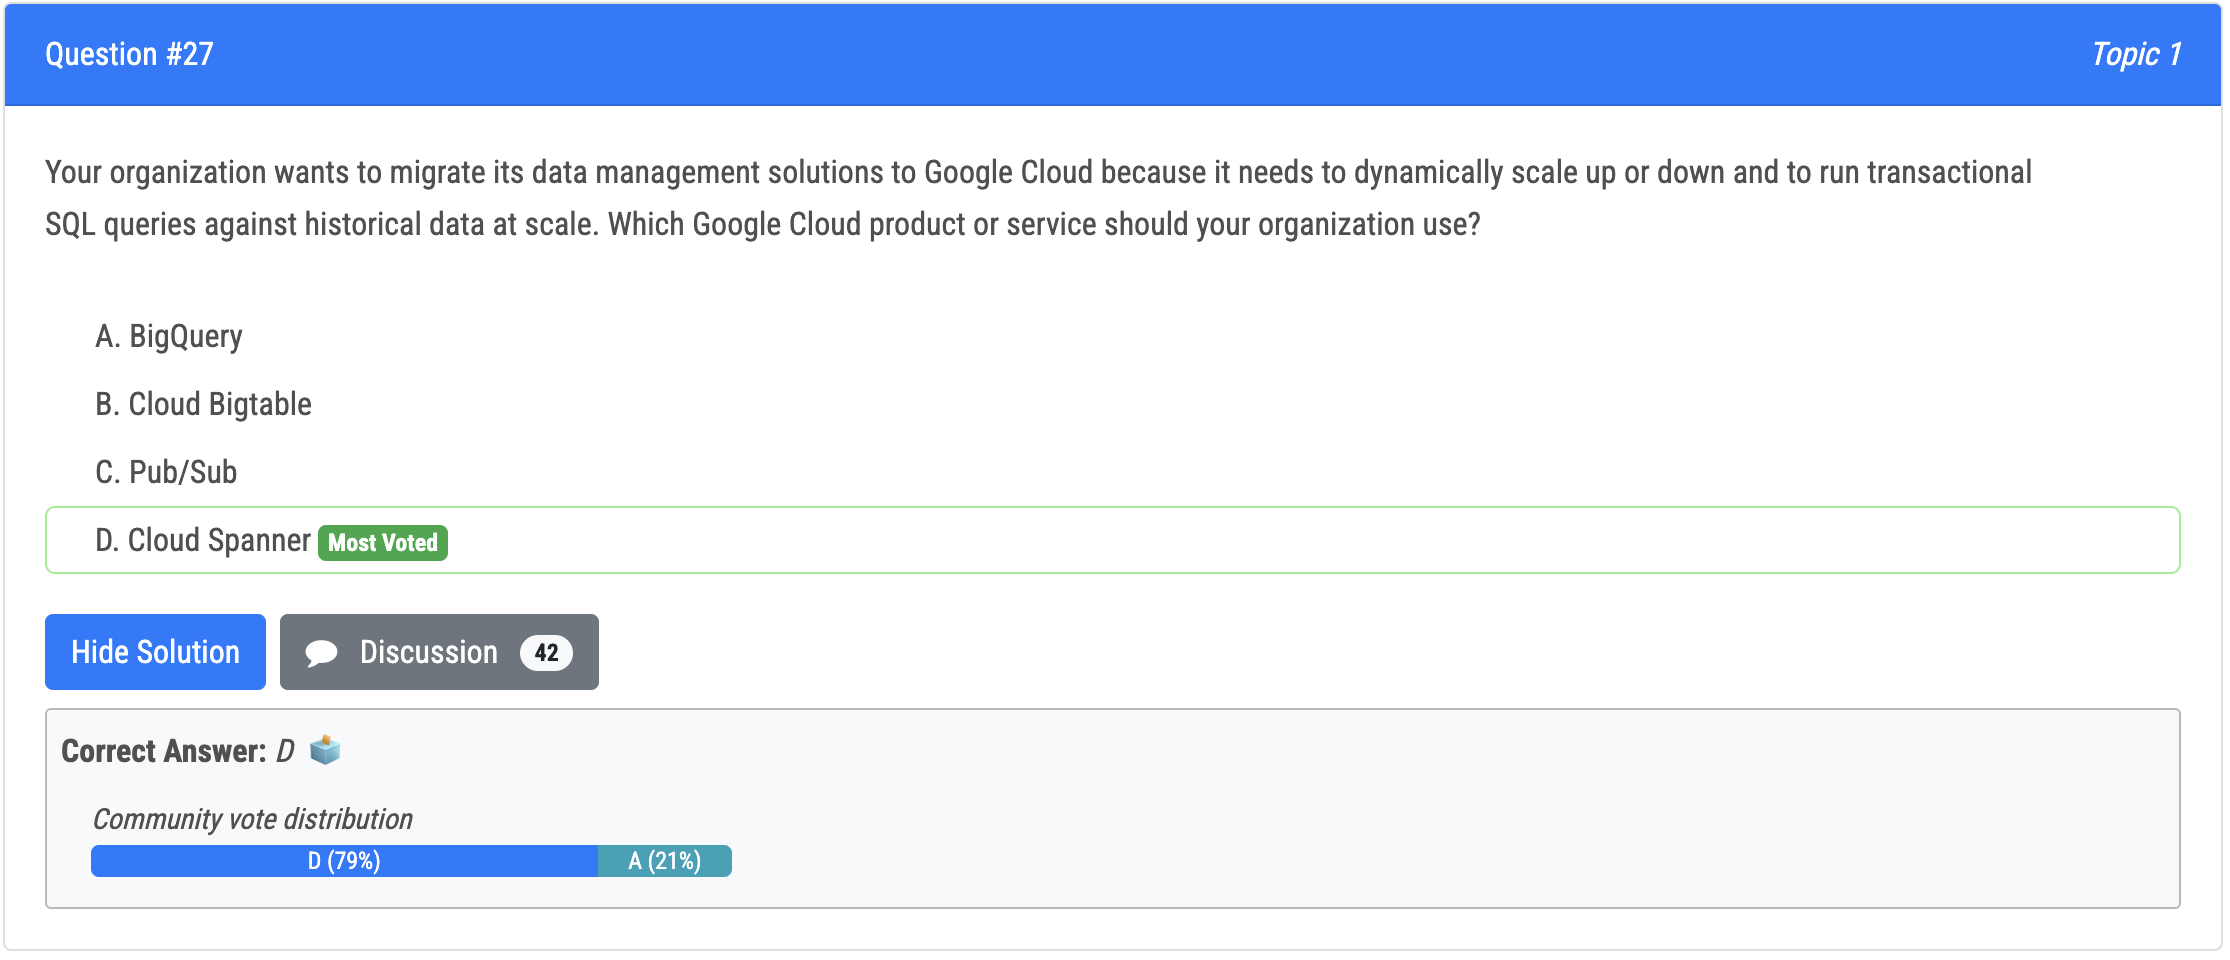 Question #27
Topic 1
Your organization wants to migrate its data management solutions to Google Cloud because it needs to dynamically scale up or down and to run transactional
SQL queries against historical data at scale. Which Google Cloud product or service should your organization use?
A. BigQuery
B. Cloud Bigtable
C. Pub/Sub
D. Cloud Spanner Most Voted
Hide Solution
Discussion 42
Correct Answer: D
Community vote distribution
D (79%) A (21%)